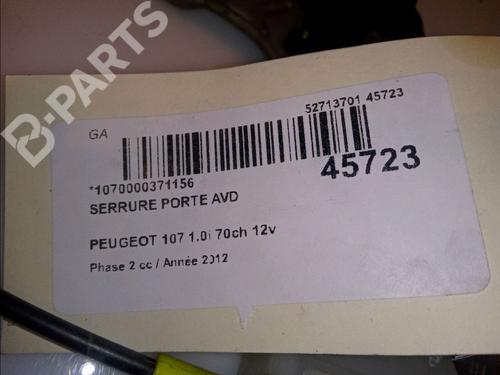 B-PARTS
GA
52713701 45723
*1070000371156
45723
SERRURE PORTE AVD
PEUGEOT 107 1.0i 70ch 12v
Phase 2 cc / Année 2012